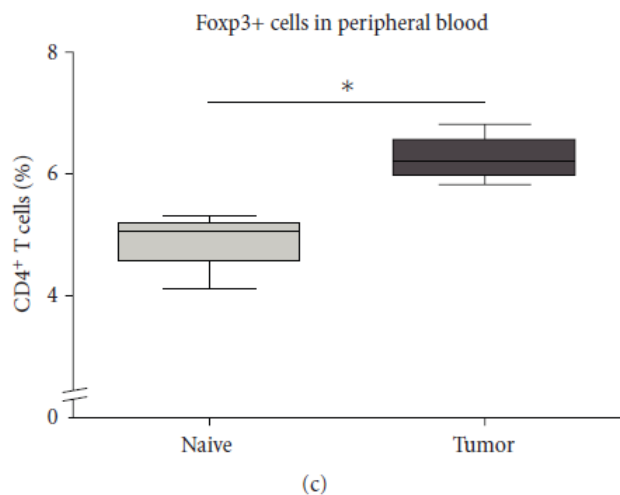 Foxp3+ cells in peripheral blood
CD4⁺ T cells (%)
8
6
4
0
*
Naive
Tumor
(c)